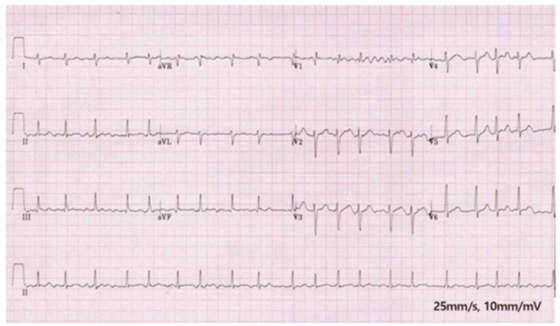 I aVR V1 V4
II aVL V2 V5
III aVF V3 V6
II
25mm/s, 10mm/mV